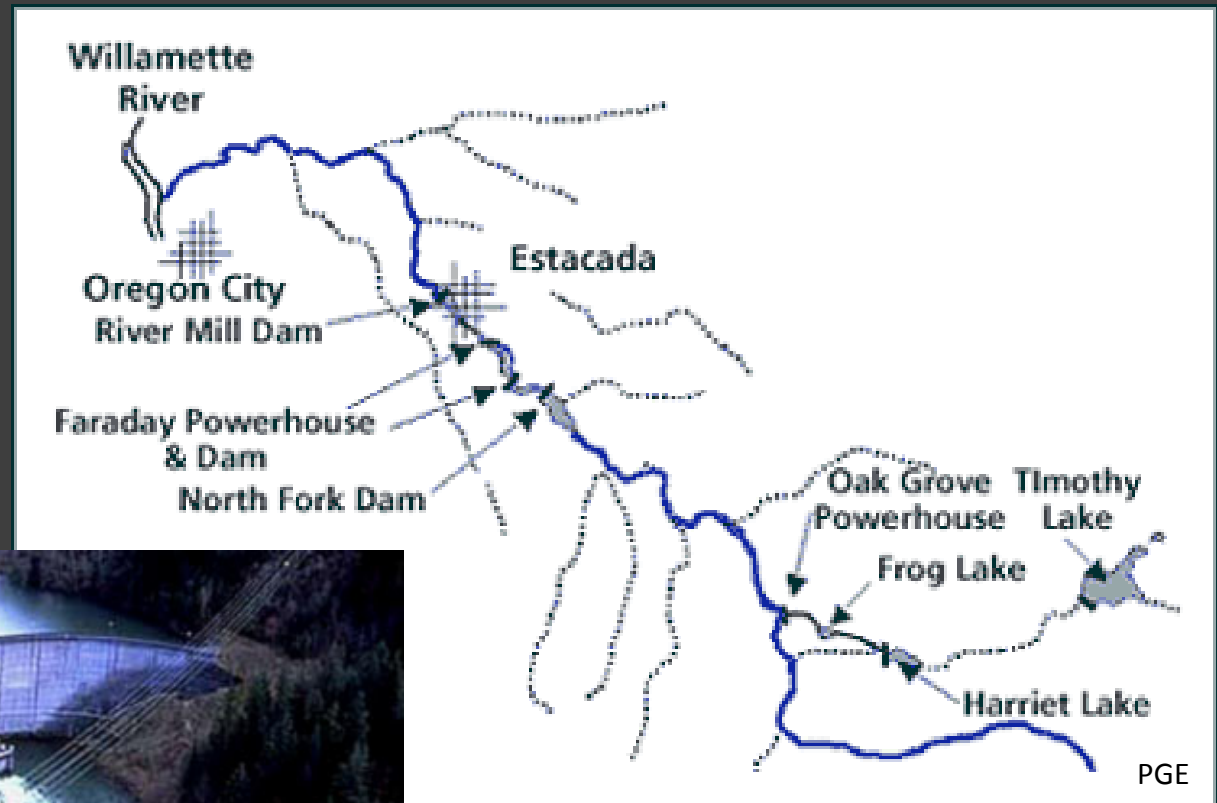 Willamette
River
Estacada
Oregon City
River Mill Dam
Faraday Powerhouse
& Dam
North Fork Dam
Oak Grove
Powerhouse
TImothy
Lake
Frog Lake
Harriet Lake
PGE